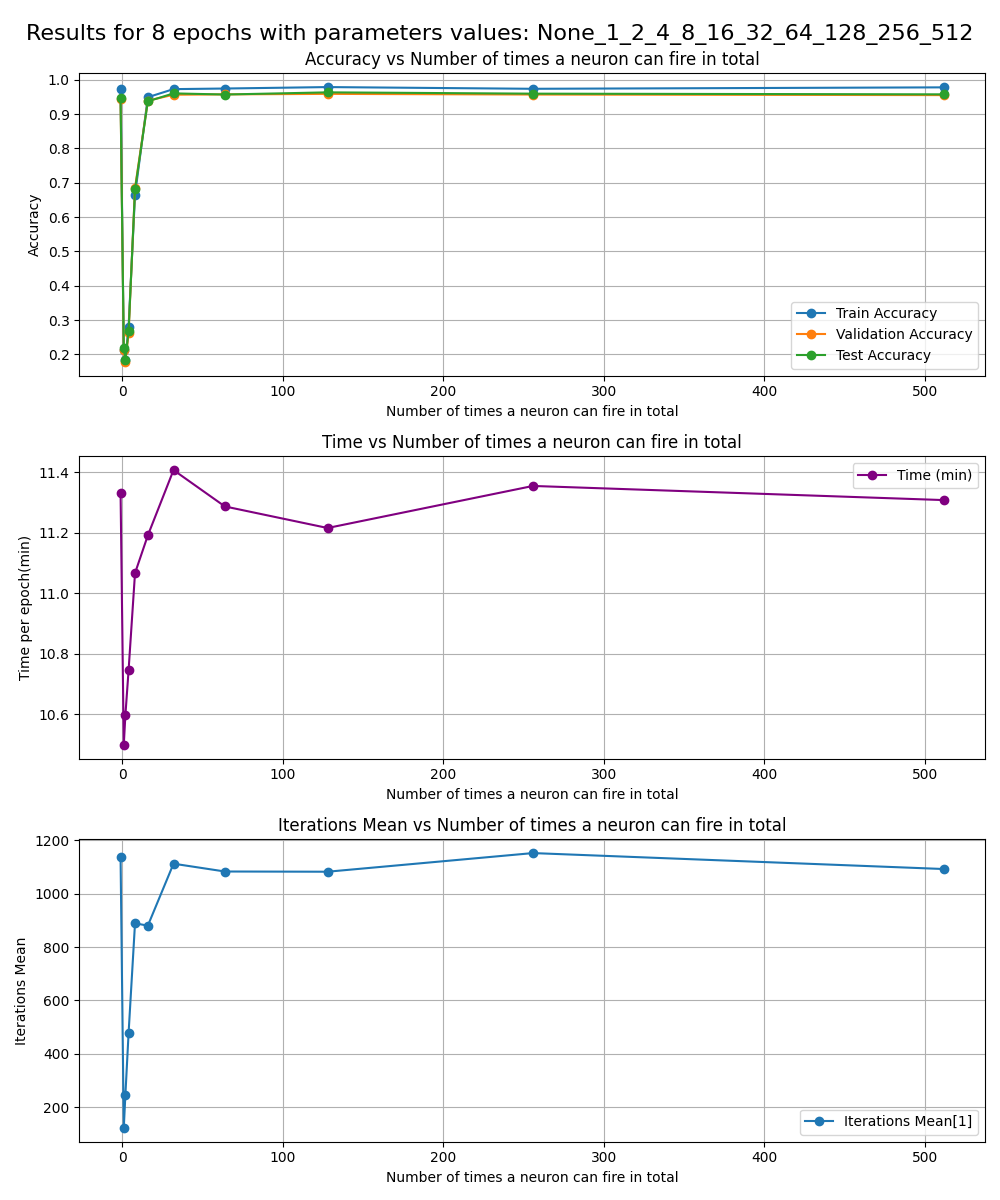 Results for 8 epochs with parameters values: None_1_2_4_8_16_32_64_128_256_512
Accuracy vs Number of times a neuron can fire in total
1.0
0.9
0.8
0.7
0.6
0.5
0.4
0.3
0.2
Accuracy
Train Accuracy
Validation Accuracy
Test Accuracy
0 100 200 300 400 500
Number of times a neuron can fire in total
Time vs Number of times a neuron can fire in total
11.4
11.2
11.0
10.8
10.6
Time per epoch(min)
Time (min)
0 100 200 300 400 500
Number of times a neuron can fire in total
Iterations Mean vs Number of times a neuron can fire in total
1200
1000
800
600
400
200
Iterations Mean
Iterations Mean[1]
0 100 200 300 400 500
Number of times a neuron can fire in total